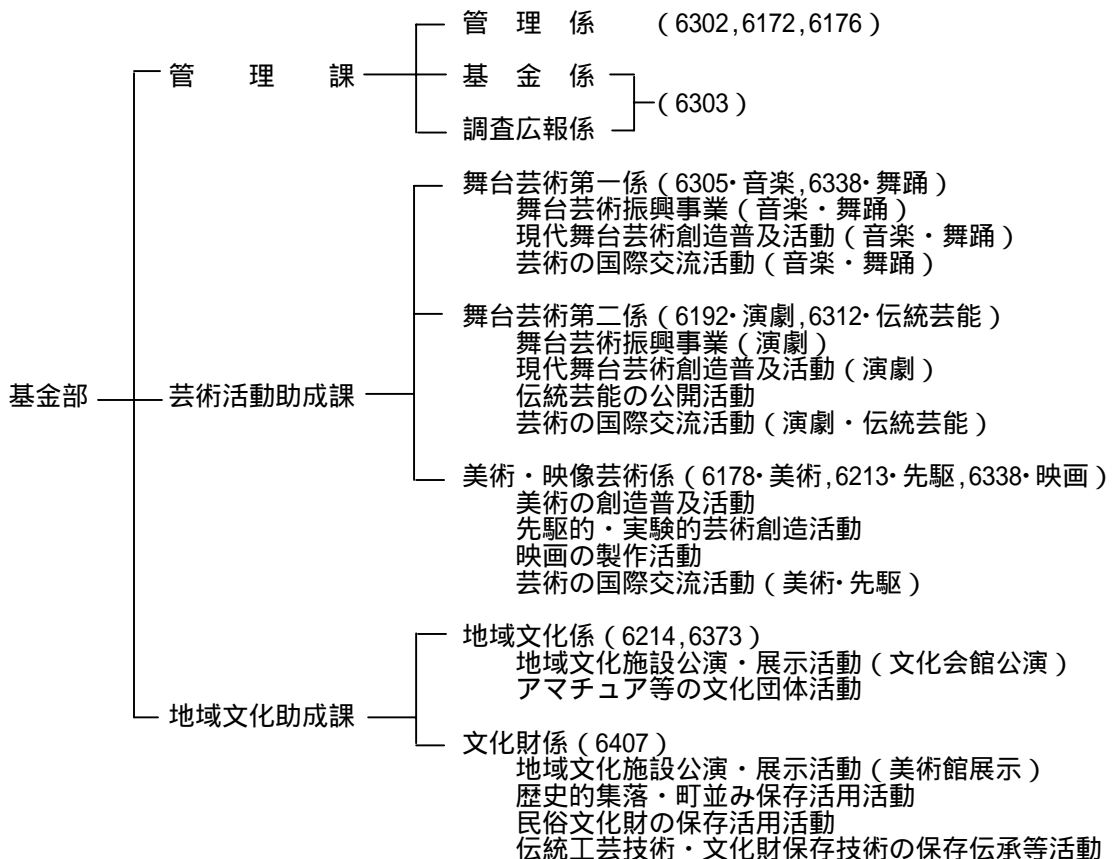 基金部
管理課
管理係 (6302,6172,6176)
基金係
調査広報係
(6303)
芸術活動助成課
舞台芸術第一係(6305・音楽,6338・舞踊)
舞台芸術振興事業(音楽・舞踊)
現代舞台芸術創造普及活動(音楽・舞踊)
芸術の国際交流活動(音楽・舞踊)
舞台芸術第二係(6192・演劇,6312・伝統芸能)
舞台芸術振興事業(演劇)
現代舞台芸術創造普及活動(演劇)
伝統芸能の公開活動
芸術の国際交流活動(演劇・伝統芸能)
美術・映像芸術係(6178・美術,6213・先駆,6338・映画)
美術の創造普及活動
先駆的・実験的芸術創造活動
映画の製作活動
芸術の国際交流活動(美術・先駆)
地域文化助成課
地域文化係(6214,6373)
地域文化施設公演・展示活動(文化会館公演)
アマチュア等の文化団体活動
文化財係(6407)
地域文化施設公演・展示活動(美術館展示)
歴史的集落・町並み保存活用活動
民俗文化財の保存活用活動
伝統工芸技術・文化財保存技術の保存伝承等活動